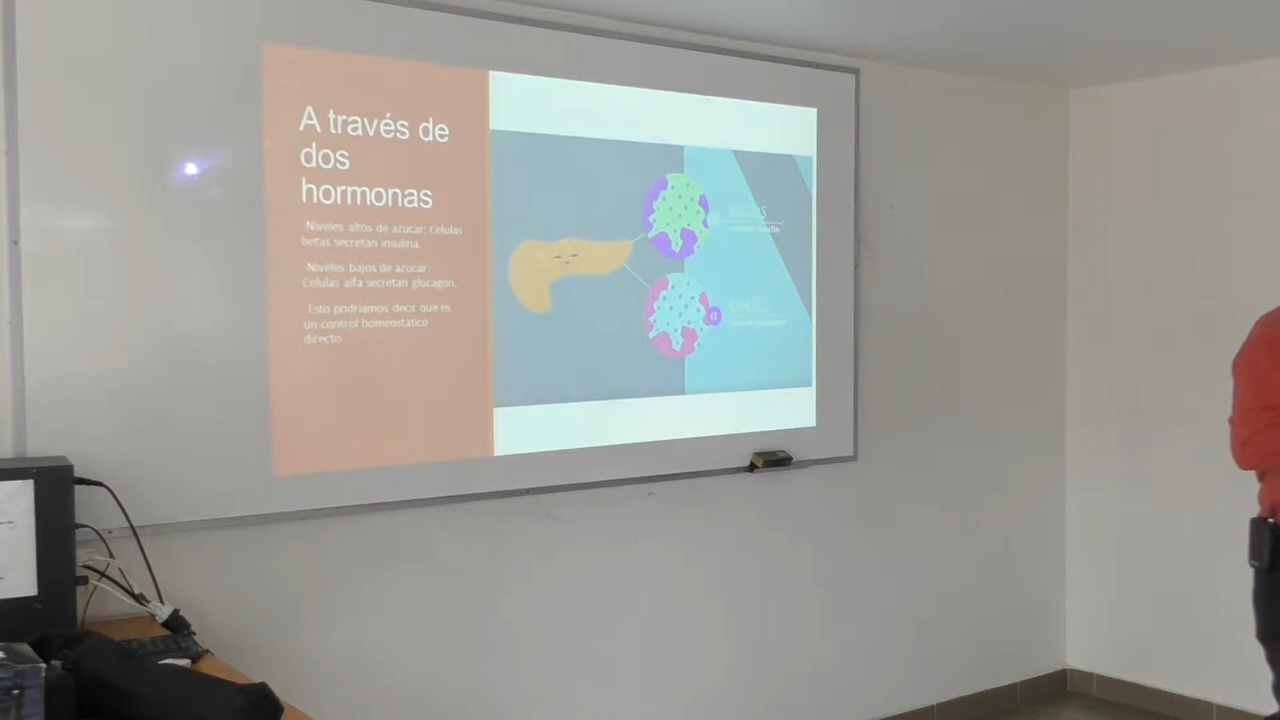 A través de
dos
hormonas
Niveles altos de azucar: Celulas
betas secretan insulina.
Niveles bajos de azucar:
Celulas alfa secretan glucagon.
Esto podriamos decir que es
un control homeostatico
directo.
α